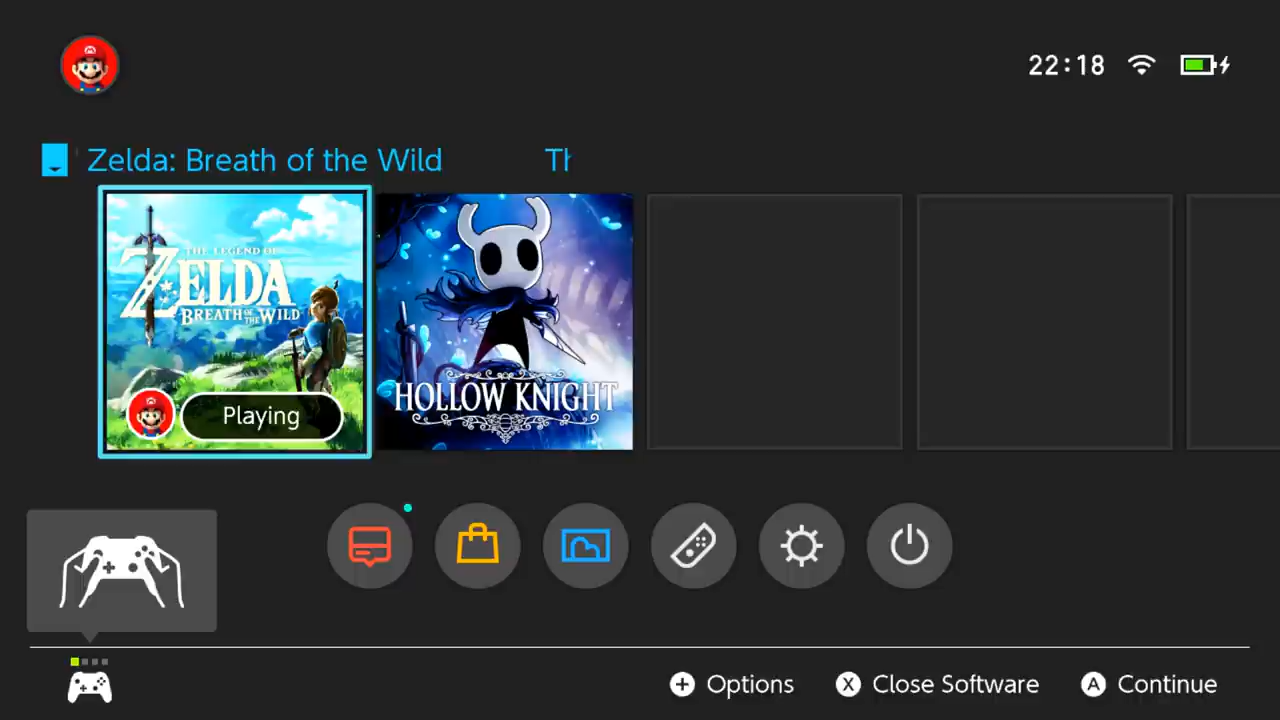 22:18
Zelda: Breath of the Wild Th
THE LEGEND OF
ZELDA
BREATH OF THE WILD
Playing
HOLLOW KNIGHT
Options Close Software Continue